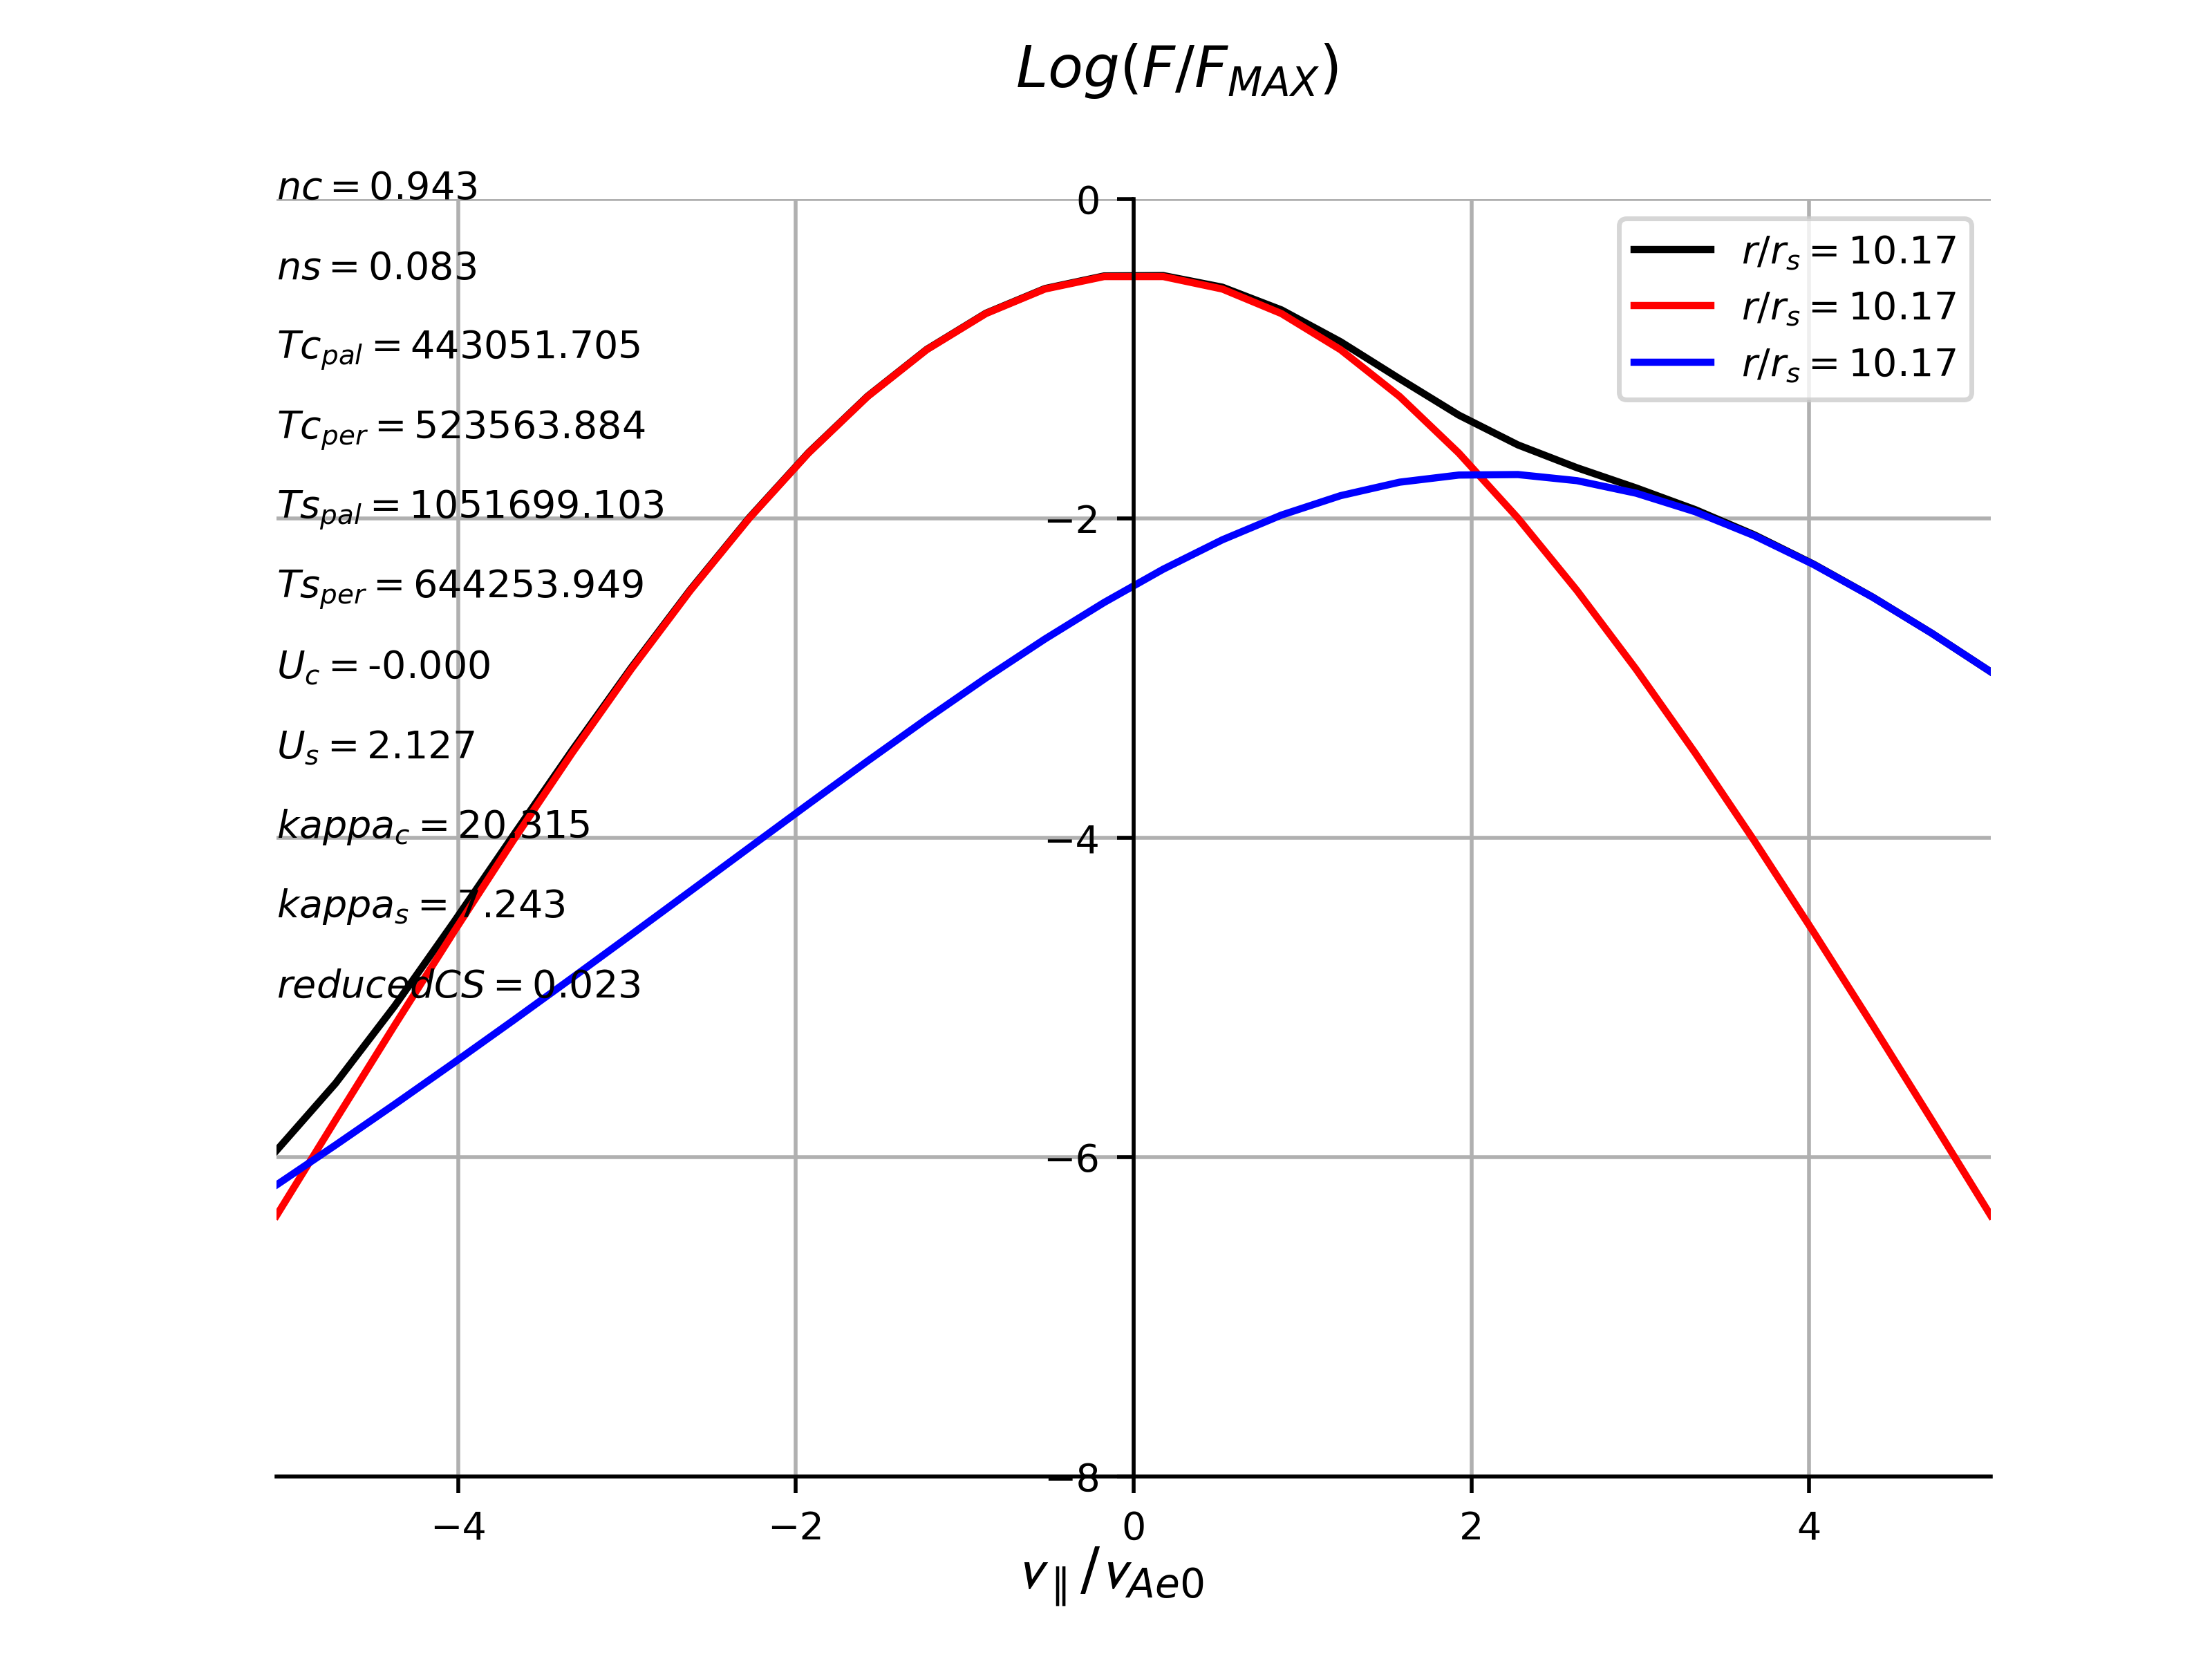 Log(F/F_MAX)
nc = 0.943
ns = 0.083
Tc_pal = 443051.705
Tc_per = 523563.884
Ts_pal = 1051699.103
Ts_per = 644253.949
U_c = -0.000
U_s = 2.127
kappa_c = 20.315
kappa_s = 7.243
reducedCS = 0.023
0
−2
−4
−6
−8
r/r_s = 10.17
r/r_s = 10.17
r/r_s = 10.17
−4 −2 0 2 4
v_∥/v_Ae0